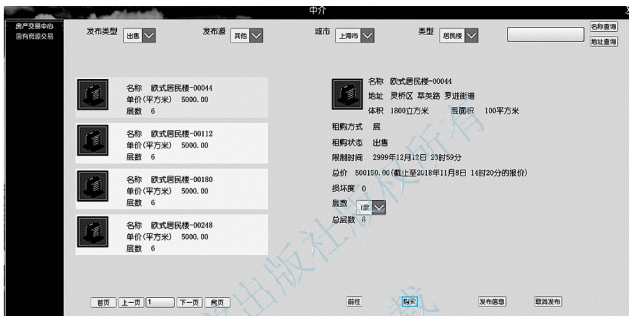 中介
房产交易中心
国有资源交易
发布类型 出售 发布源 其他 城市 上海市 类型 居民楼 名称查询
地址查询
名称 欧式居民楼-00044
单价(平方米) 5000.00
层数 6
名称 欧式居民楼-00112
单价(平方米) 5000.00
层数 6
名称 欧式居民楼-00180
单价(平方米) 5000.00
层数 6
名称 欧式居民楼-00248
单价(平方米) 5000.00
层数 6
首页 上一页 1 下一页 尾页
名称 欧式居民楼-00044
地址 灵桥区 萃英路 罗进街道
体积 1800立方米 层面积 100平方米
租购方式 层
租购状态 出售
限制时间 2999年12月12日 23时59分
总价 500150.00(截止至2018年11月8日 14时20分的报价)
损坏度 0
层数 1层
总层数 6
前往 购买 发布信息 取消发布
出版社版权所有